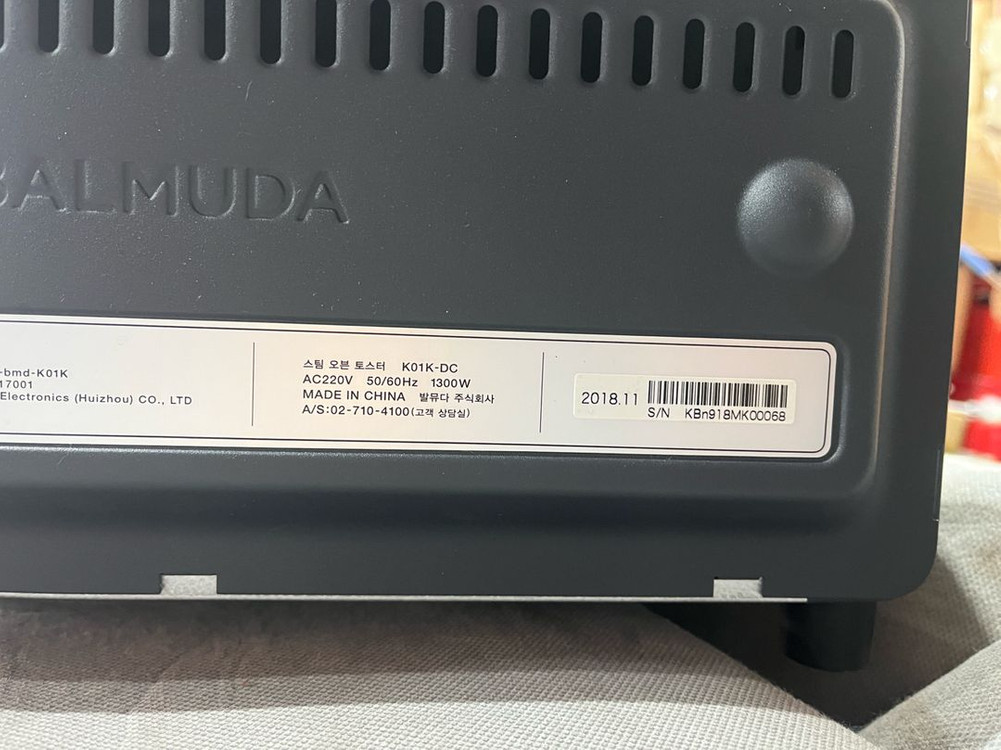 BALMUDA
-bmd-K01K
17001
Electronics (Huizhou) CO., LTD
스팀 오븐 토스터 K01K-DC
AC220V 50/60Hz 1300W
MADE IN CHINA 발뮤다 주식회사
A/S:02-710-4100(고객 상담실)
2018.11
S/N KBn918MK00068